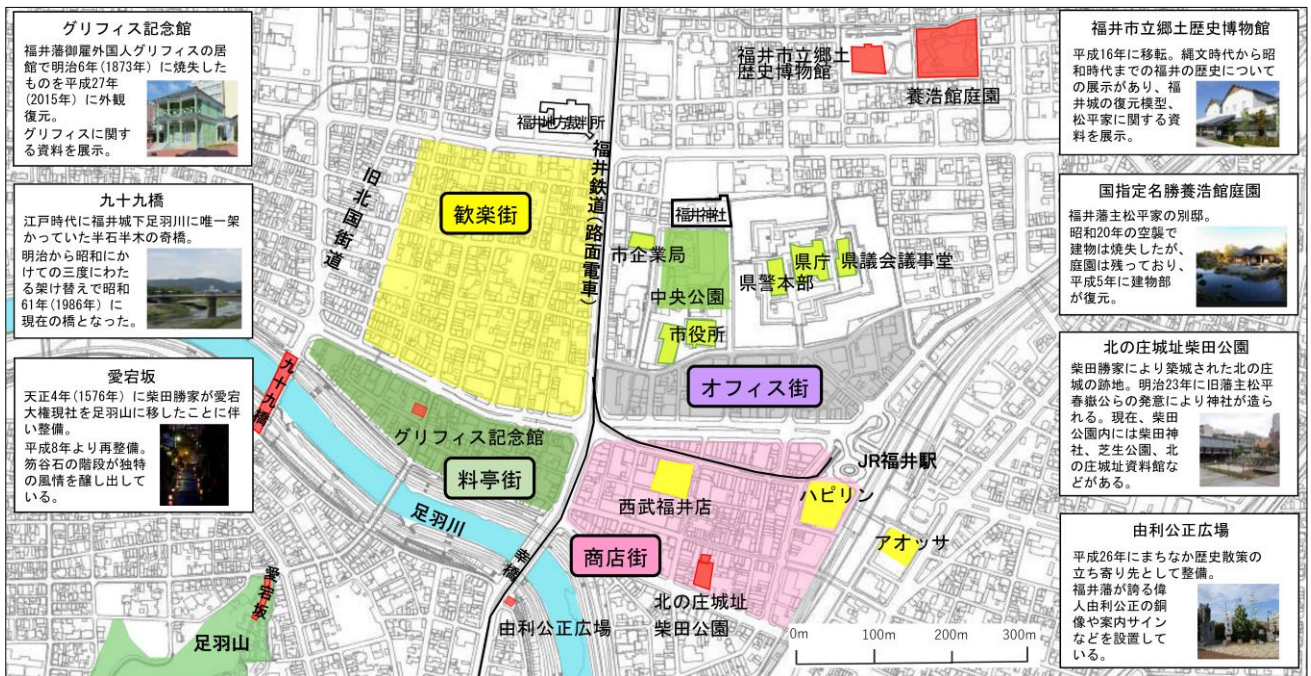 グリフィス記念館
福井藩御雇外国人グリフィスの居
館で明治6年(1873年)に焼失した
ものを平成27年
(2015年)に外観
復元。
グリフィスに関す
る資料を展示。
九十九橋
江戸時代に福井城下足羽川に唯一架
かっていた半石半木の奇橋。
明治から昭和にか
けての三度にわた
る架け替えで昭和
61年(1986年)に
現在の橋となった。
愛宕坂
天正4年(1576年)に柴田勝家が愛宕
大権現社を足羽山に移したことに伴
い整備。
平成8年より再整備。
笏谷石の階段が独特
の風情を醸し出して
いる。
福井地方裁判所
旧北国街道
歓楽街
福井鉄道(路面電車)
福井市立郷土
歴史博物館
養浩館庭園
福井神社
市企業局
中央公園
県警本部
県庁
県議会議事堂
市役所
オフィス街
九十九橋
グリフィス記念館
料亭街
足羽川
幸橋
JR福井駅
西武福井店
ハピリン
アオッサ
商店街
北の庄城址
柴田公園
由利公正広場
愛宕坂
足羽山
0m
100m
200m
300m
福井市立郷土歴史博物館
平成16年に移転。縄文時代から昭
和時代までの福井の歴史について
の展示があり、福
井城の復元模型、
松平家に関する資
料を展示。
国指定名勝養浩館庭園
福井藩主松平家の別邸。
昭和20年の空襲で
建物は焼失したが、
庭園は残っており、
平成5年に建物部
が復元。
北の庄城址柴田公園
柴田勝家により築城された北の庄
城の跡地。明治23年に旧藩主松平
春嶽公らの発意により神社が造ら
れる。現在、柴田
公園内には柴田神
社、芝生公園、北
の庄城址資料館な
どがある。
由利公正広場
平成26年にまちなか歴史散策の
立ち寄り先として整備。
福井藩が誇る偉
人由利公正の銅
像や案内サイン
などを設置して
いる。